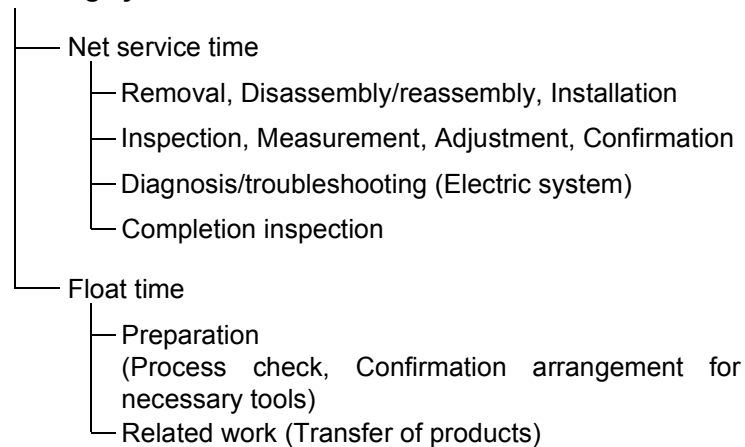 Net service time
Removal, Disassembly/reassembly, Installation
Inspection, Measurement, Adjustment, Confirmation
Diagnosis/troubleshooting (Electric system)
Completion inspection
Float time
Preparation
(Process check, Confirmation arrangement for
necessary tools)
Related work (Transfer of products)